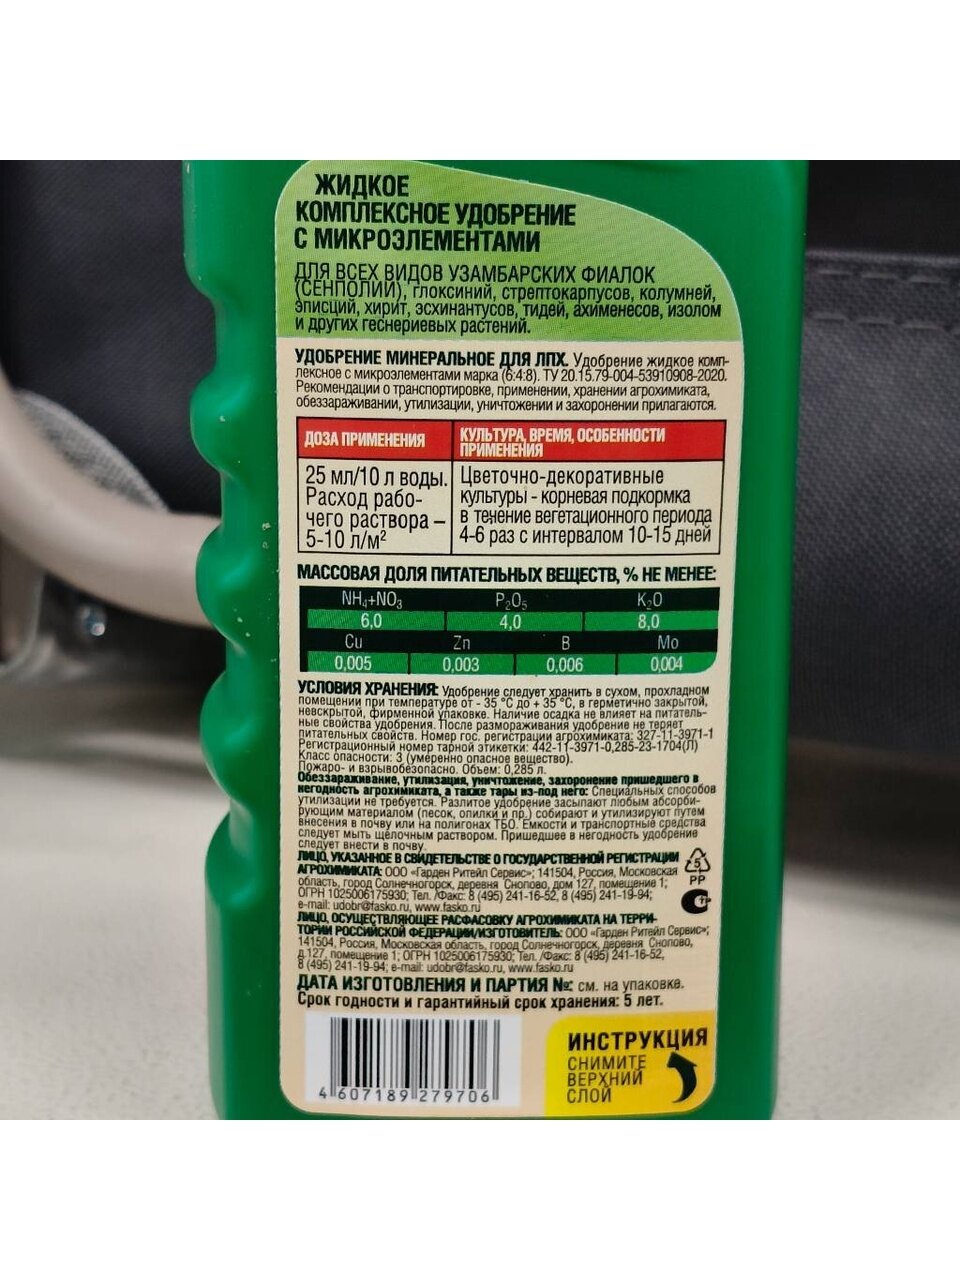 ЖИДКОЕ
КОМПЛЕКСНОЕ УДОБРЕНИЕ
С МИКРОЭЛЕМЕНТАМИ
ДЛЯ ВСЕХ ВИДОВ УЗАМБАРСКИХ ФИАЛОК
(СЕНПОЛИЙ), глоксиний, стрептокарпусов, колумней,
эписций, хирит, эсхинантусов, тидей, ахименесов, изолом
и других геснериевых растений.
УДОБРЕНИЕ МИНЕРАЛЬНОЕ ДЛЯ ЛПХ. Удобрение жидкое комп-
лексное с микроэлементами марка (6:4:8). ТУ 20.15.79-004-53910908-2020.
Рекомендации о транспортировке, применении, хранении агрохимиката,
обеззараживании, утилизации, уничтожении и захоронении прилагаются.
ДОЗА ПРИМЕНЕНИЯ
КУЛЬТУРА, ВРЕМЯ, ОСОБЕННОСТИ
ПРИМЕНЕНИЯ
25 мл/10 л воды.
Расход рабо-
чего раствора –
5-10 л/м²
Цветочно-декоративные
культуры - корневая подкормка
в течение вегетационного периода
4-6 раз с интервалом 10-15 дней
МАССОВАЯ ДОЛЯ ПИТАТЕЛЬНЫХ ВЕЩЕСТВ, % НЕ МЕНЕЕ:
NH₄+NO₃ P₂O₅ K₂O
6,0 4,0 8,0
Cu Zn B Mo
0,005 0,003 0,006 0,004
УСЛОВИЯ ХРАНЕНИЯ: Удобрение следует хранить в сухом, прохладном
помещении при температуре от - 35 °С до + 35 °С, в герметично закрытой,
невскрытой, фирменной упаковке. Наличие осадка не влияет на питатель-
ные свойства удобрения. После размораживания удобрение не теряет
питательных свойств. Номер гос. регистрации агрохимиката: 327-11-3971-1
Регистрационный номер тарной этикетки: 442-11-3971-0,285-23-1704(Л)
Класс опасности: 3 (умеренно опасное вещество).
Пожаро- и взрывобезопасно. Объем: 0,285 л.
Обеззараживание, утилизация, уничтожение, захоронение пришедшего в
негодность агрохимиката, а также тары из-под него: Специальных способов
утилизации не требуется. Разлитое удобрение засыпают любым абсорби-
рующим материалом (песок, опилки и пр.) собирают и утилизируют путем
внесения в почву или на полигонах ТБО. Емкости и транспортные средства
следует мыть щелочным раствором. Пришедшее в негодность удобрение
следует внести в почву.
ЛИЦО, УКАЗАННОЕ В СВИДЕТЕЛЬСТВЕ О ГОСУДАРСТВЕННОЙ РЕГИСТРАЦИИ
АГРОХИМИКАТА: ООО «Гарден Ритейл Сервис»; 141504, Россия, Московская
область, город Солнечногорск, деревня Снопово, дом 127, помещение 1;
ОГРН 1025006175930; Тел. /Факс: 8 (495) 241-16-52, 8 (495) 241-19-94;
e-mail: udobr@fasko.ru, www.fasko.ru
5
PP
ЛИЦО, ОСУЩЕСТВЛЯЮЩЕЕ РАСФАСОВКУ АГРОХИМИКАТА НА ТЕРРИ-
ТОРИИ РОССИЙСКОЙ ФЕДЕРАЦИИ/ИЗГОТОВИТЕЛЬ: ООО «Гарден Ритейл Сервис»;
141504, Россия, Московская область, город Солнечногорск, деревня Снопово,
д.127, помещение 1; ОГРН 1025006175930; Тел. /Факс: 8 (495) 241-16-52,
8 (495) 241-19-94; e-mail: udobr@fasko.ru, www.fasko.ru
ДАТА ИЗГОТОВЛЕНИЯ И ПАРТИЯ №: см. на упаковке.
Срок годности и гарантийный срок хранения: 5 лет.
4 607189 279706
ИНСТРУКЦИЯ
СНИМИТЕ
ВЕРХНИЙ
СЛОЙ